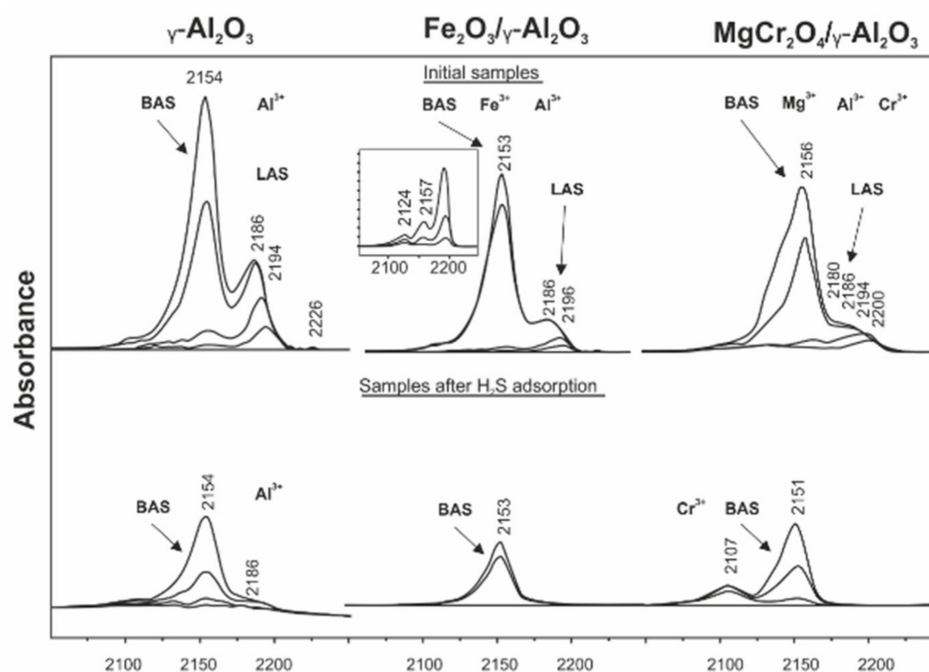 γ-Al₂O₃
Fe₂O₃/γ-Al₂O₃
MgCr₂O₄/γ-Al₂O₃
Absorbance
Initial samples
2154
BAS
Al³⁺
LAS
2186
2194
2226
BAS Fe³⁺ Al³⁺
2153
2124
2157
2100 2200
LAS
2186
2196
BAS Mg³⁺ Al³⁻ Cr³⁺
2156
LAS
2180
2186
2194
2200
Samples after H₂S adsorption
2154
BAS
Al³⁺
2186
BAS
2153
Cr³⁺ BAS
2151
2107
2100 2150 2200
2100 2150 2200
2100 2150 2200